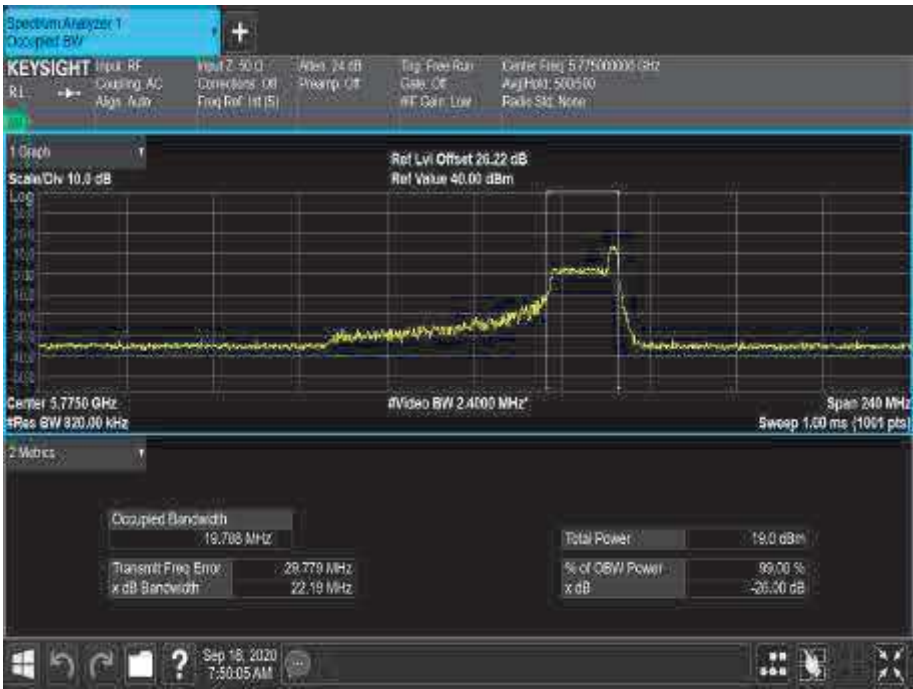 Spectrum Analyzer 1
Occupied BW
+
KEYSIGHT Input: RF Input Z: 50 Ω Atten: 24 dB Trig: Free Run Center Freq: 5.775000000 GHz
Coupling: AC Corrections: Off Preamp: Off Gate: Off Avg|Hold: 500/500
Align: Auto Freq Ref: Int (S) #IF Gain: Low Radio Std: None
1 Graph
Ref Lvl Offset 26.22 dB
Scale/Div 10.0 dB Ref Value 40.00 dBm
Log
Center 5.7750 GHz #Video BW 2.4000 MHz* Span 240 MHz
#Res BW 820.00 kHz Sweep 1.00 ms (1001 pts)
2 Metrics
Occupied Bandwidth
19.708 MHz Total Power 19.0 dBm
Transmit Freq Error 29.779 MHz % of OBW Power 99.00 %
x dB Bandwidth 22.19 MHz x dB -26.00 dB
?
Sep 18, 2020
7:50:05 AM